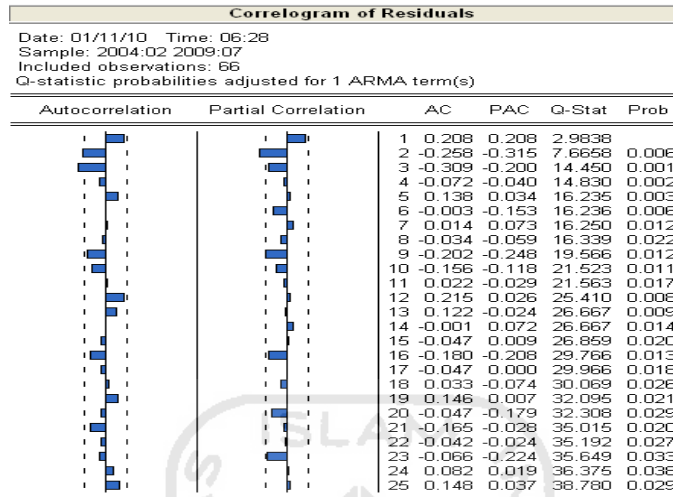 Correlogram of Residuals
Date: 01/11/10 Time: 06:28
Sample: 2004:02 2009:07
Included observations: 66
Q-statistic probabilities adjusted for 1 ARMA term(s)
Autocorrelation Partial Correlation AC PAC Q-Stat Prob
1 0.208 0.208 2.9838
2 -0.258 -0.315 7.6658 0.006
3 -0.309 -0.200 14.450 0.001
4 -0.072 -0.040 14.830 0.002
5 0.138 0.034 16.235 0.003
6 -0.003 -0.153 16.236 0.006
7 0.014 0.073 16.250 0.012
8 -0.034 -0.059 16.339 0.022
9 -0.202 -0.248 19.566 0.012
10 -0.156 -0.118 21.523 0.011
11 0.022 -0.029 21.563 0.017
12 0.215 0.026 25.410 0.008
13 0.122 -0.024 26.667 0.009
14 -0.001 0.072 26.667 0.014
15 -0.047 0.009 26.859 0.020
16 -0.180 -0.208 29.766 0.013
17 -0.047 0.000 29.966 0.018
18 0.033 -0.074 30.069 0.026
19 0.146 0.007 32.095 0.021
20 -0.047 -0.179 32.308 0.029
21 -0.165 -0.028 35.015 0.020
22 -0.042 -0.024 35.192 0.027
23 -0.066 -0.224 35.649 0.033
24 0.082 0.019 36.375 0.038
25 0.148 0.037 38.780 0.029
ISLAM